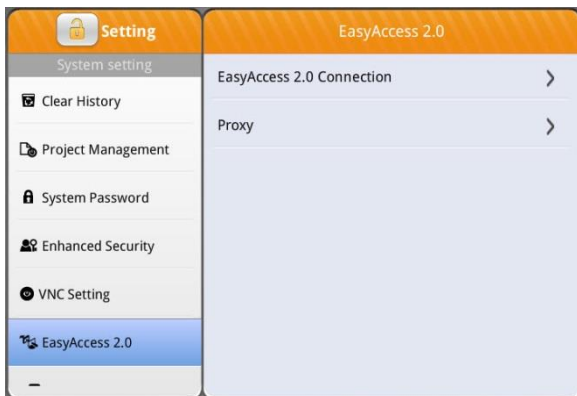 Setting
System setting
Clear History
Project Management
System Password
Enhanced Security
VNC Setting
EasyAccess 2.0
EasyAccess 2.0
EasyAccess 2.0 Connection
Proxy